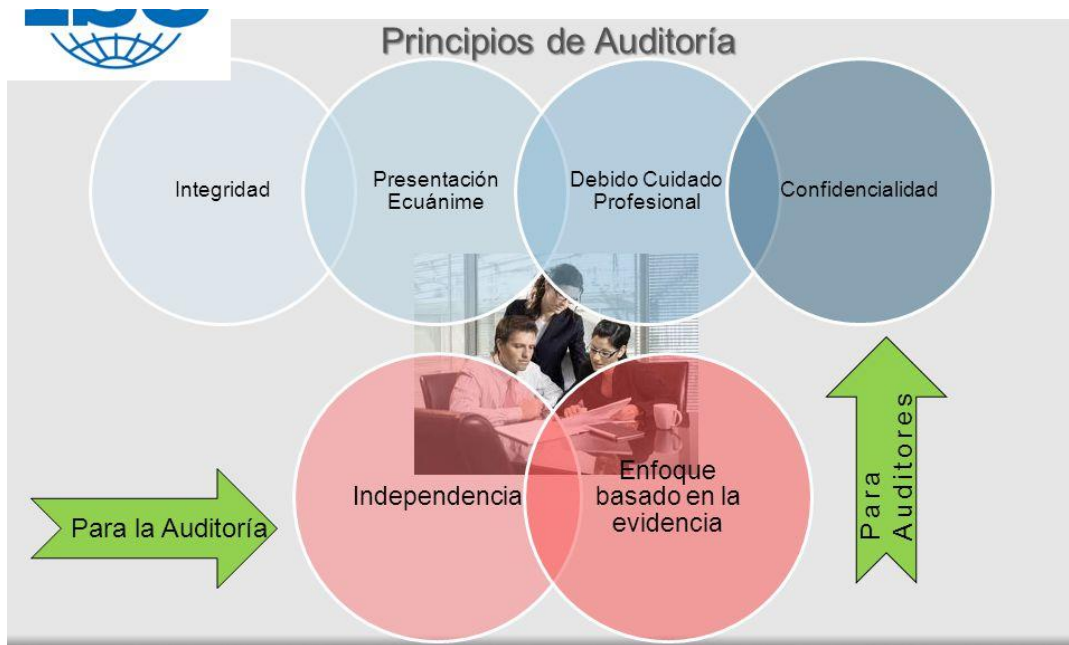 Principios de Auditoría
Integridad
Presentación
Ecuánime
Debido Cuidado
Profesional
Confidencialidad
Independencia
Enfoque
basado en la
evidencia
Para la Auditoría
Para
Auditores